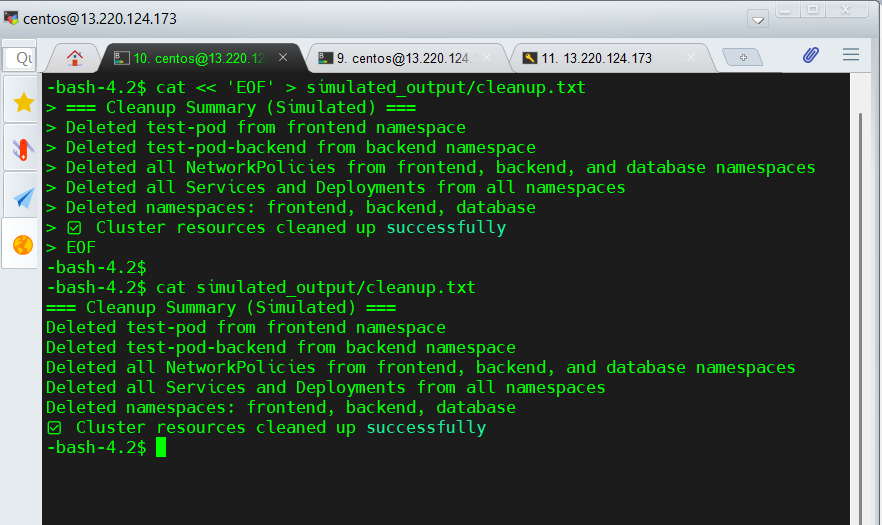 centos@13.220.124.173
Qu
10. centos@13.220.12
9. centos@13.220.124.
11. 13.220.124.173
-bash-4.2$ cat << 'EOF' > simulated_output/cleanup.txt
> === Cleanup Summary (Simulated) ===
> Deleted test-pod from frontend namespace
> Deleted test-pod-backend from backend namespace
> Deleted all NetworkPolicies from frontend, backend, and database namespaces
> Deleted all Services and Deployments from all namespaces
> Deleted namespaces: frontend, backend, database
> ☑ Cluster resources cleaned up successfully
> EOF
-bash-4.2$
-bash-4.2$ cat simulated_output/cleanup.txt
=== Cleanup Summary (Simulated) ===
Deleted test-pod from frontend namespace
Deleted test-pod-backend from backend namespace
Deleted all NetworkPolicies from frontend, backend, and database namespaces
Deleted all Services and Deployments from all namespaces
Deleted namespaces: frontend, backend, database
☑ Cluster resources cleaned up successfully
-bash-4.2$